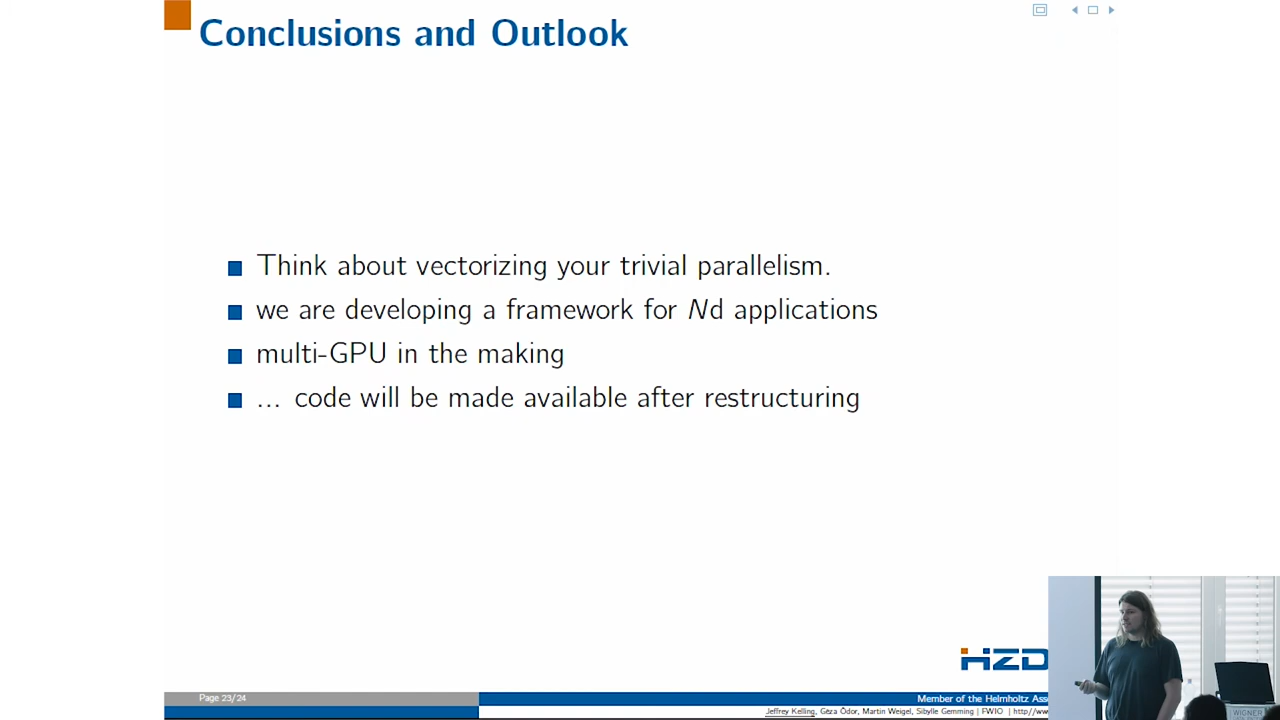 Conclusions and Outlook
Think about vectorizing your trivial parallelism.
we are developing a framework for Nd applications
multi-GPU in the making
... code will be made available after restructuring
HZD
Page 23/24
Member of the Helmholtz Ass
Jeffrey Kelling, Géza Ódor, Martin Weigel, Sibylle Gemming | FWIO | http://ww
WIGNER